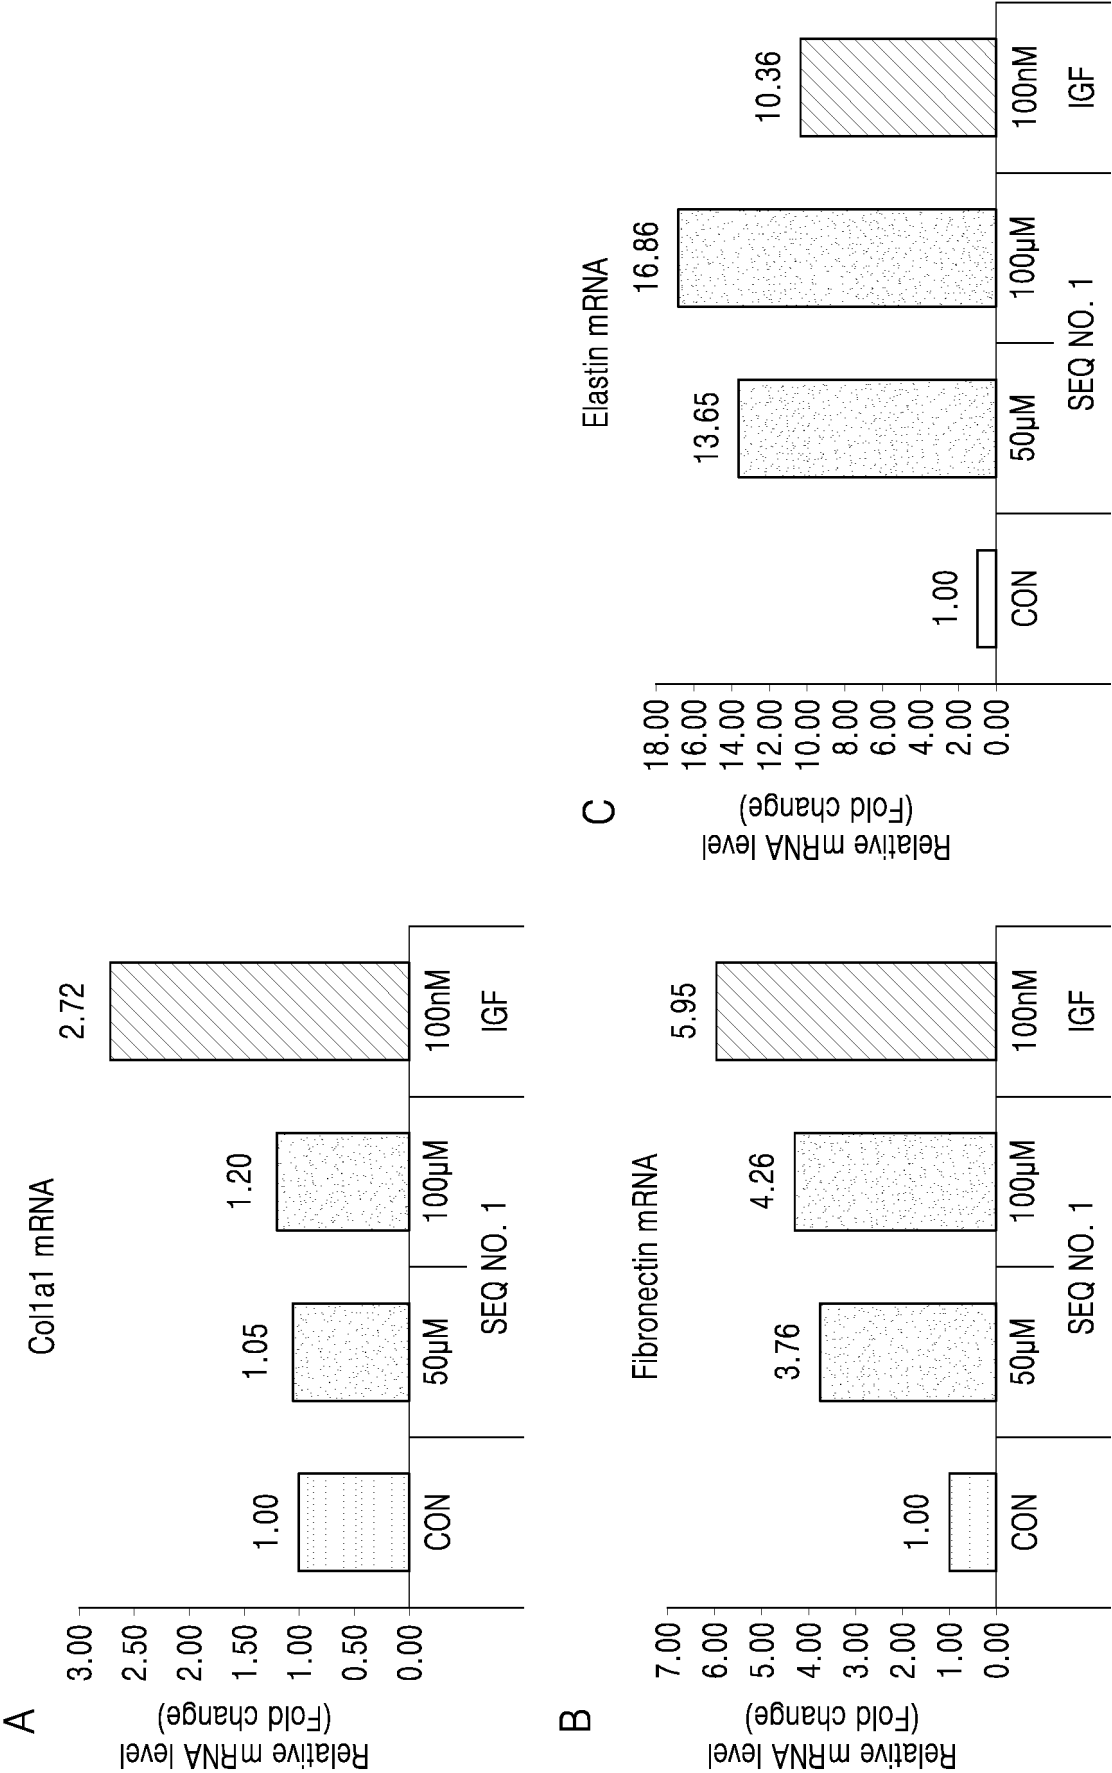 A
Col1a1 mRNA
Relative mRNA level
(Fold change)
3.00
2.50
2.00
1.50
1.00
0.50
0.00
1.00
1.05
1.20
2.72
CON
50µM
100µM
100nM
SEQ NO. 1
IGF
B
Fibronectin mRNA
Relative mRNA level
(Fold change)
7.00
6.00
5.00
4.00
3.00
2.00
1.00
0.00
1.00
3.76
4.26
5.95
CON
50µM
100µM
100nM
SEQ NO. 1
IGF
C
Elastin mRNA
Relative mRNA level
(Fold change)
18.00
16.00
14.00
12.00
10.00
8.00
6.00
4.00
2.00
0.00
1.00
13.65
16.86
10.36
CON
50µM
100µM
100nM
SEQ NO. 1
IGF